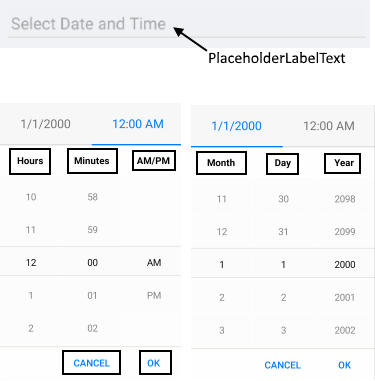 Select Date and Time
PlaceholderLabelText
1/1/2000 12:00 AM
Hours Minutes AM/PM
10 58
11 59
12 00 AM
1 01 PM
2 02
CANCEL OK
1/1/2000 12:00 AM
Month Day Year
11 30 2098
12 31 2099
1 1 2000
2 2 2001
3 3 2002
CANCEL OK